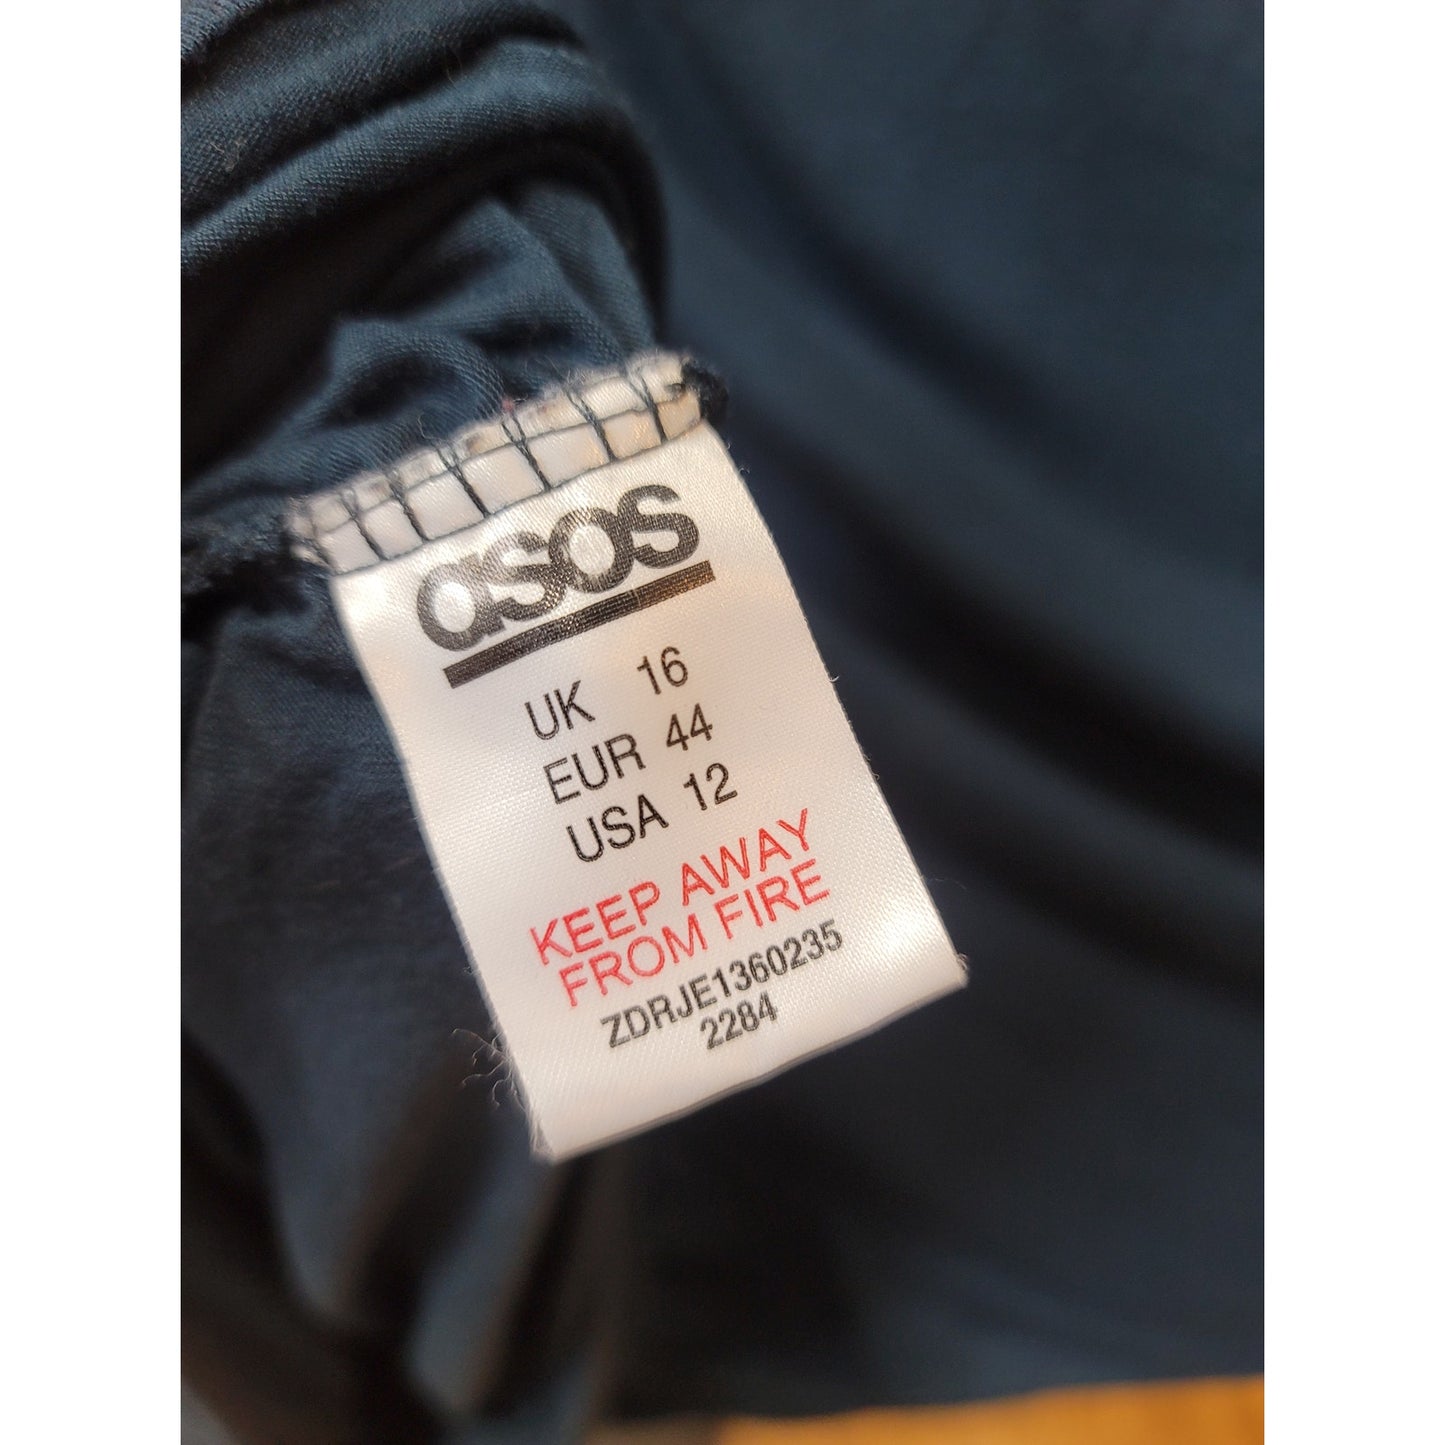 asos
UK 16
EUR 44
USA 12
KEEP AWAY
FROM FIRE
ZDRJE1360235
2284